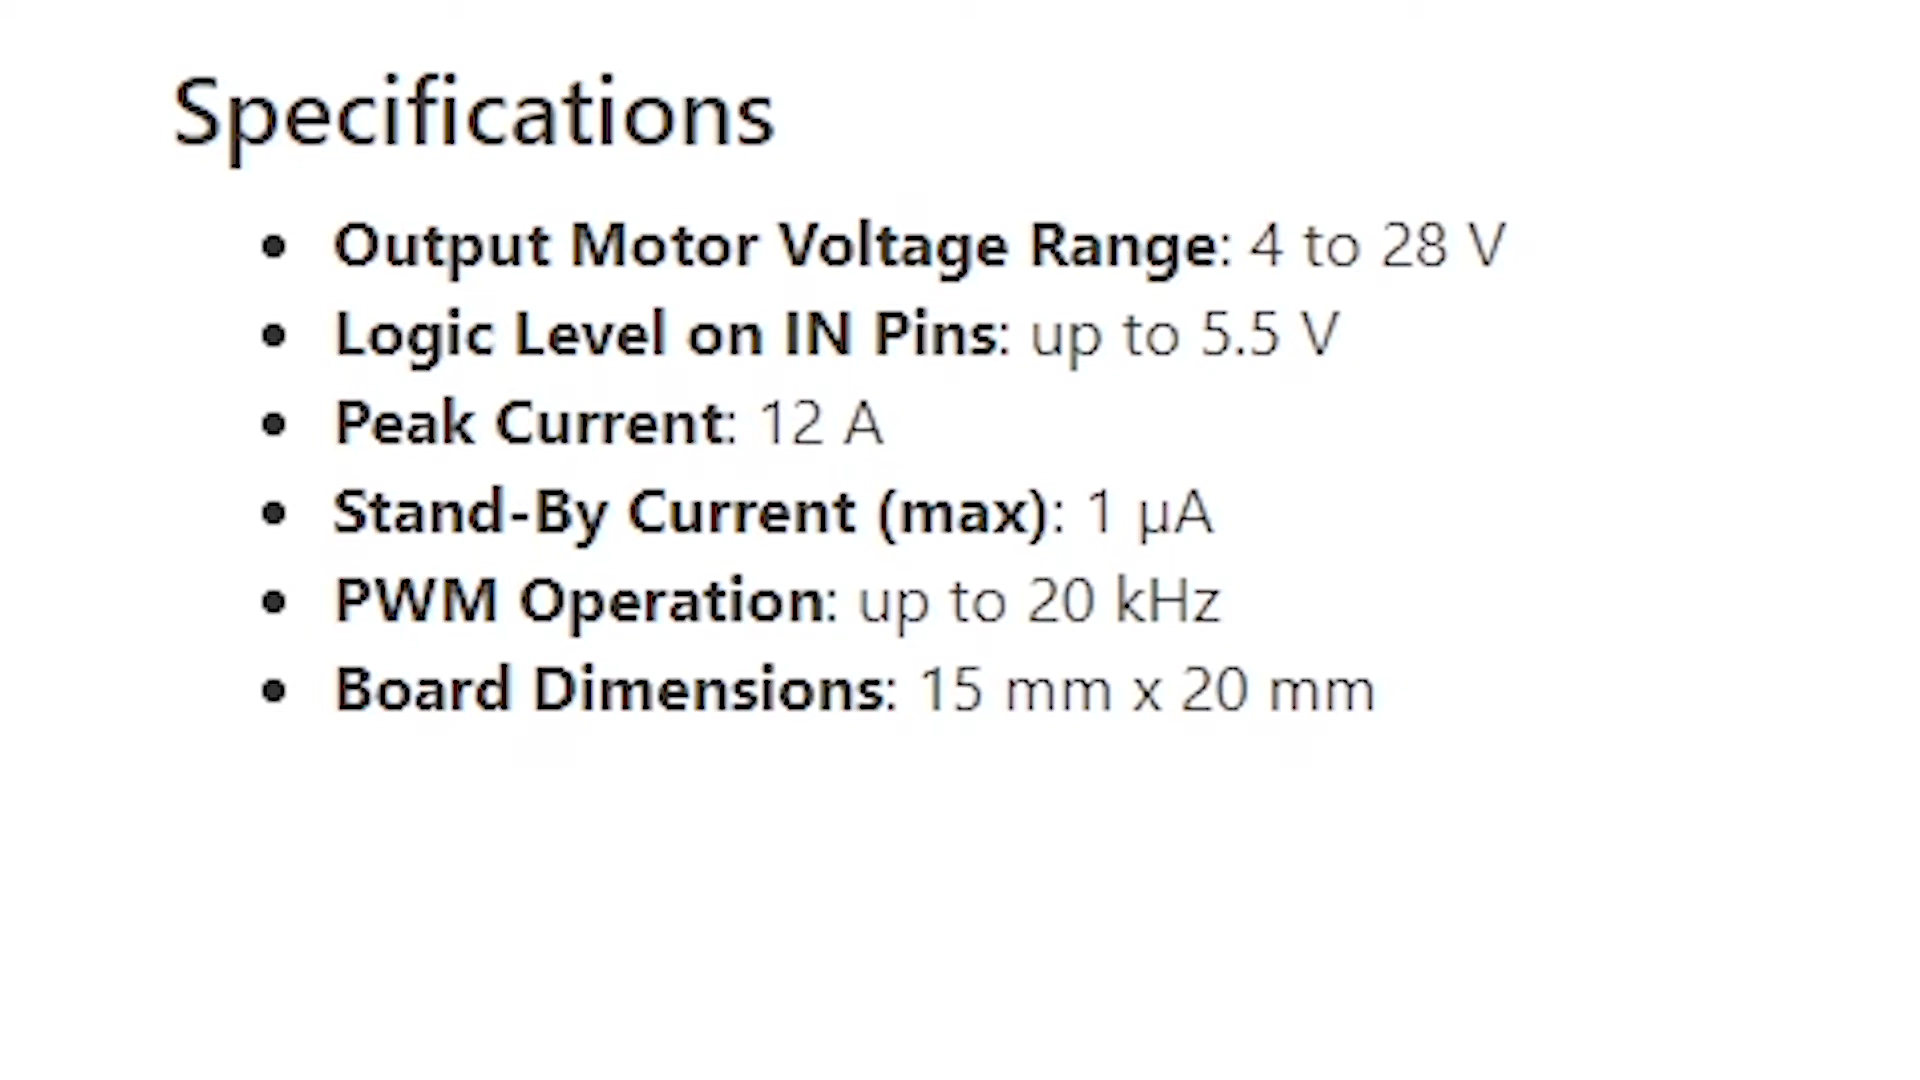 Specifications
• Output Motor Voltage Range: 4 to 28 V
• Logic Level on IN Pins: up to 5.5 V
• Peak Current: 12 A
• Stand-By Current (max): 1 µA
• PWM Operation: up to 20 kHz
• Board Dimensions: 15 mm x 20 mm